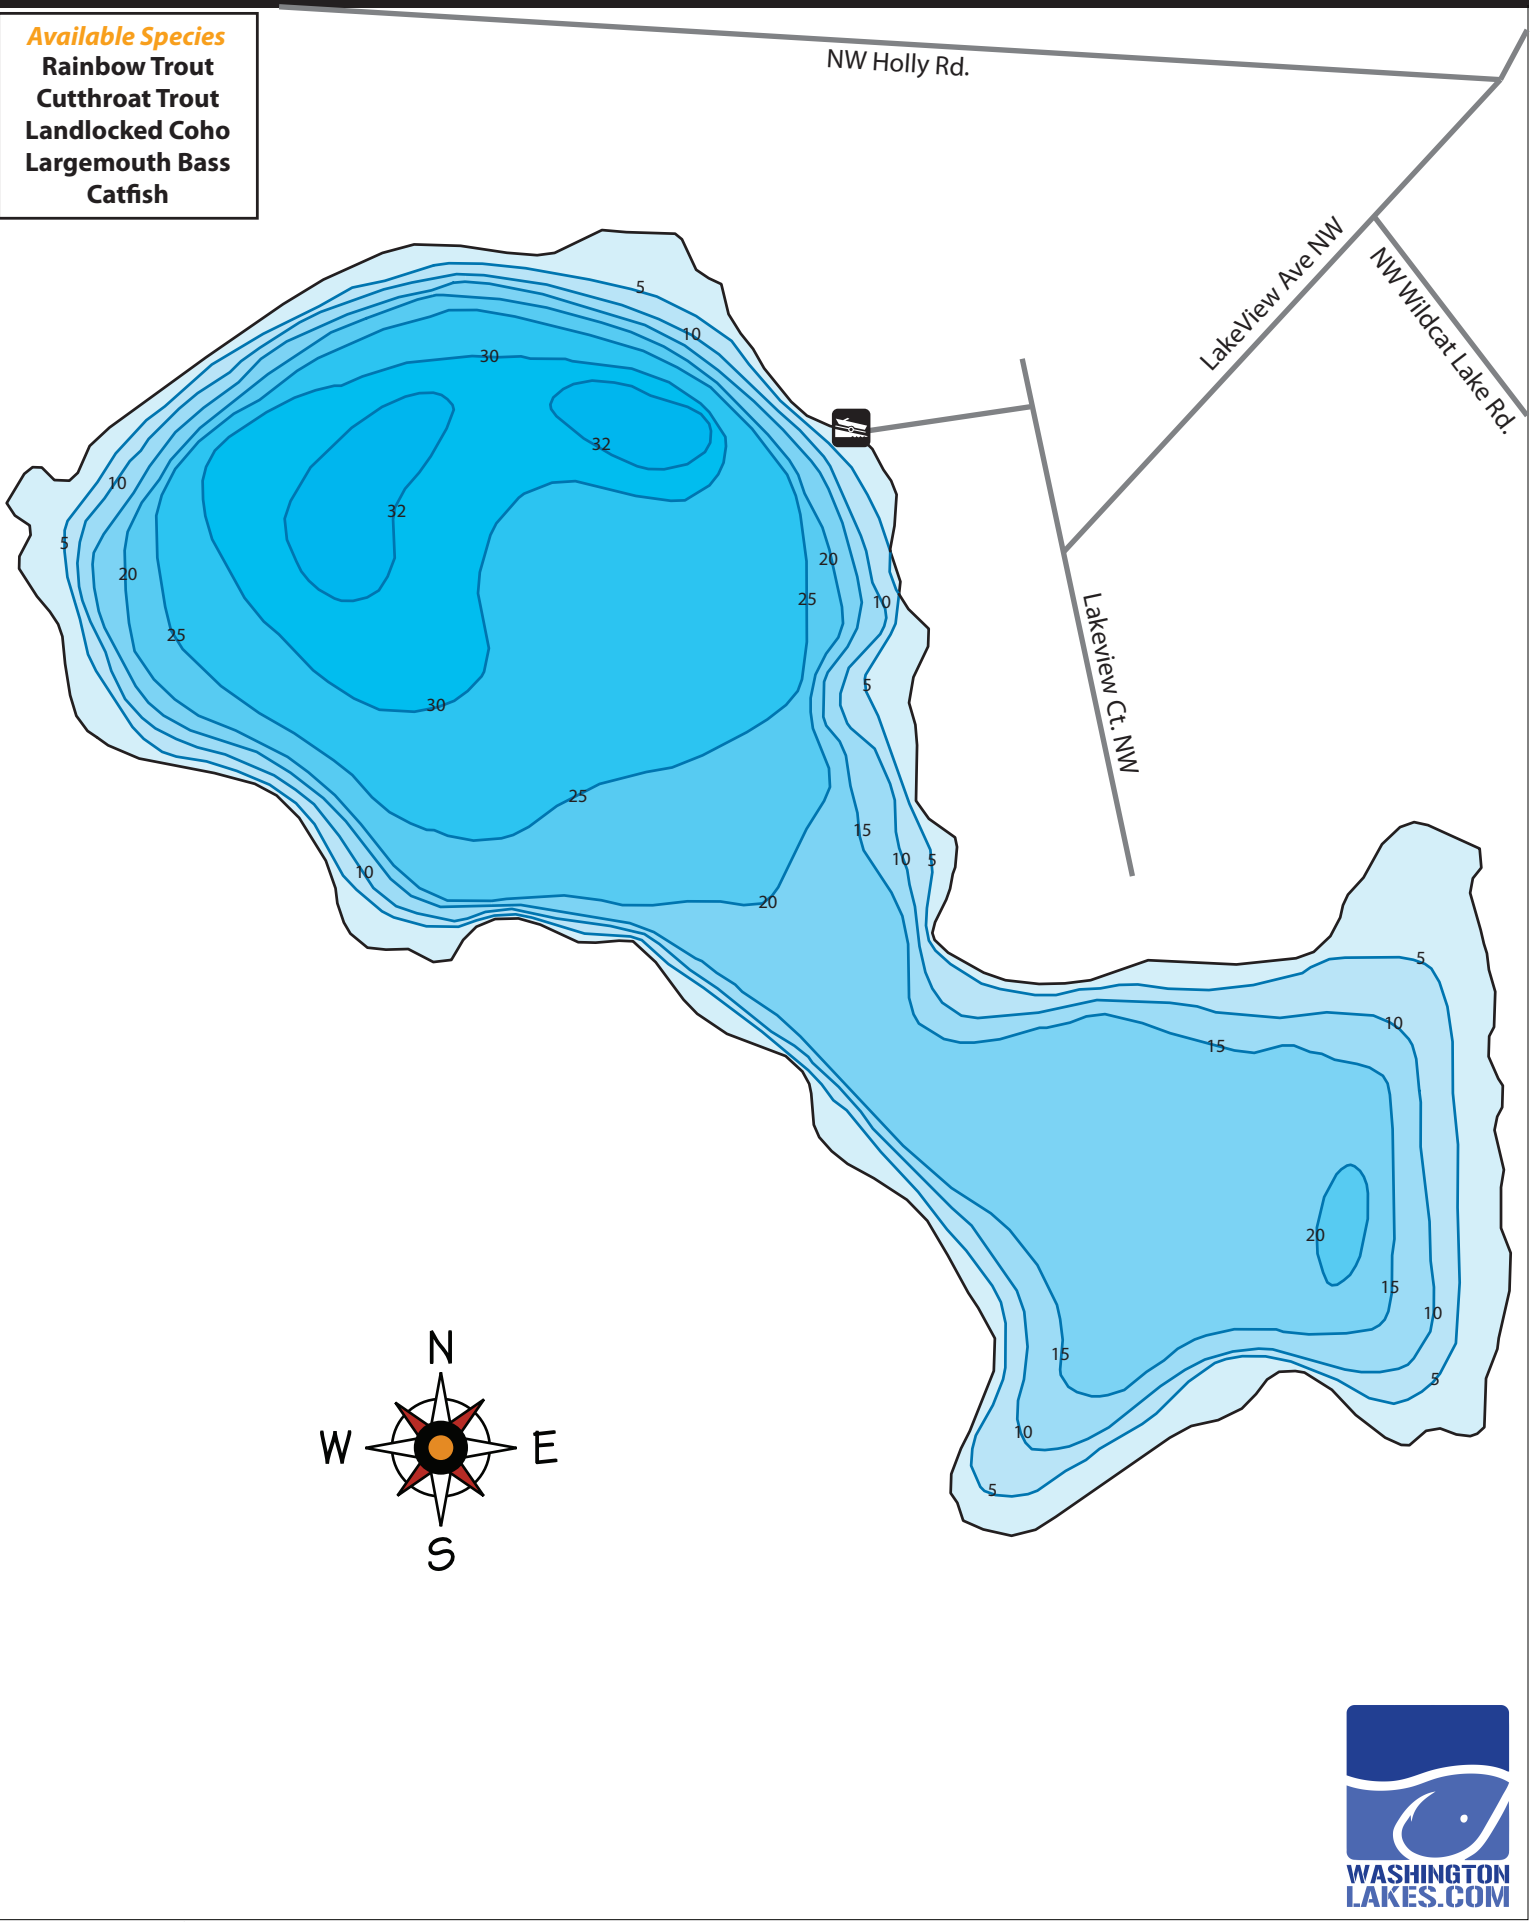 Available Species
Rainbow Trout
Cutthroat Trout
Landlocked Coho
Largemouth Bass
Catfish
NW Holly Rd.
LakeView Ave NW
NW Wildcat Lake Rd.
Lakeview Ct. NW
5
10
30
32
32
10
5
20
25
20
25
10
5
30
25
15
10
5
10
20
5
10
15
20
15
10
15
5
10
5
N
W
E
S
WASHINGTON
LAKES.COM